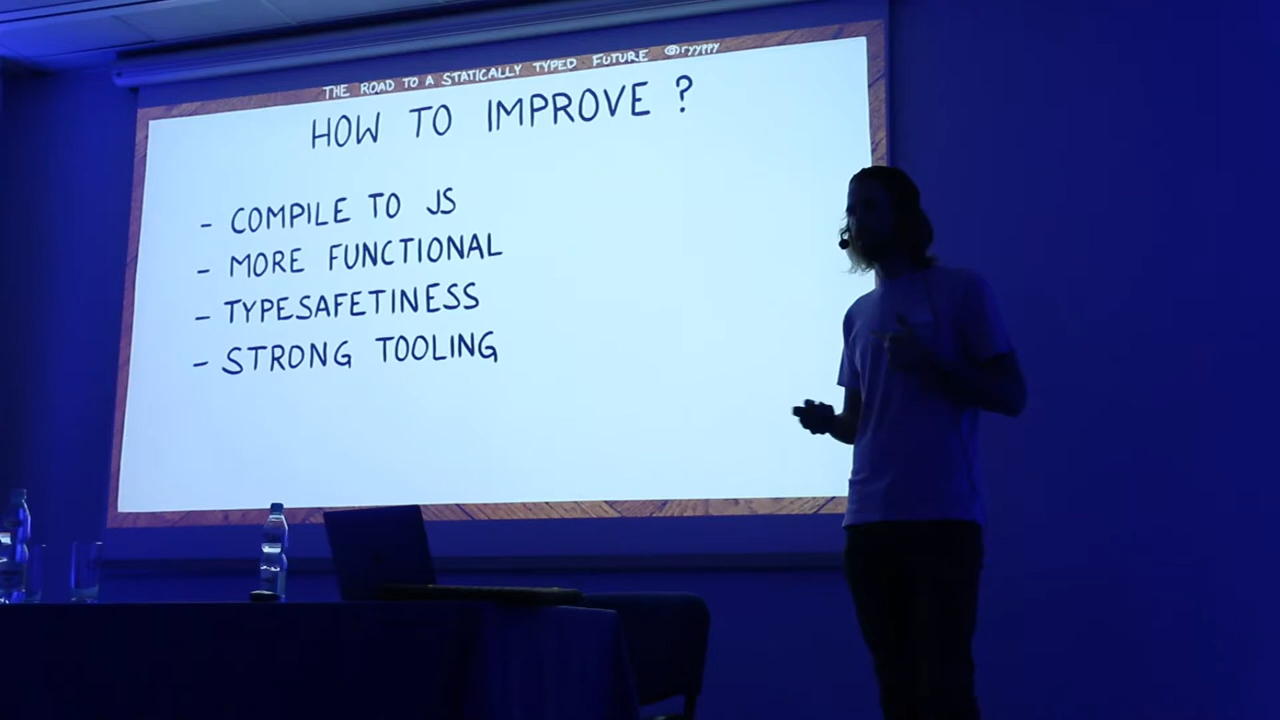 THE ROAD TO A STATICALLY TYPED FUTURE @ryyppy
HOW TO IMPROVE ?
- COMPILE TO JS
- MORE FUNCTIONAL
- TYPESAFETINESS
- STRONG TOOLING